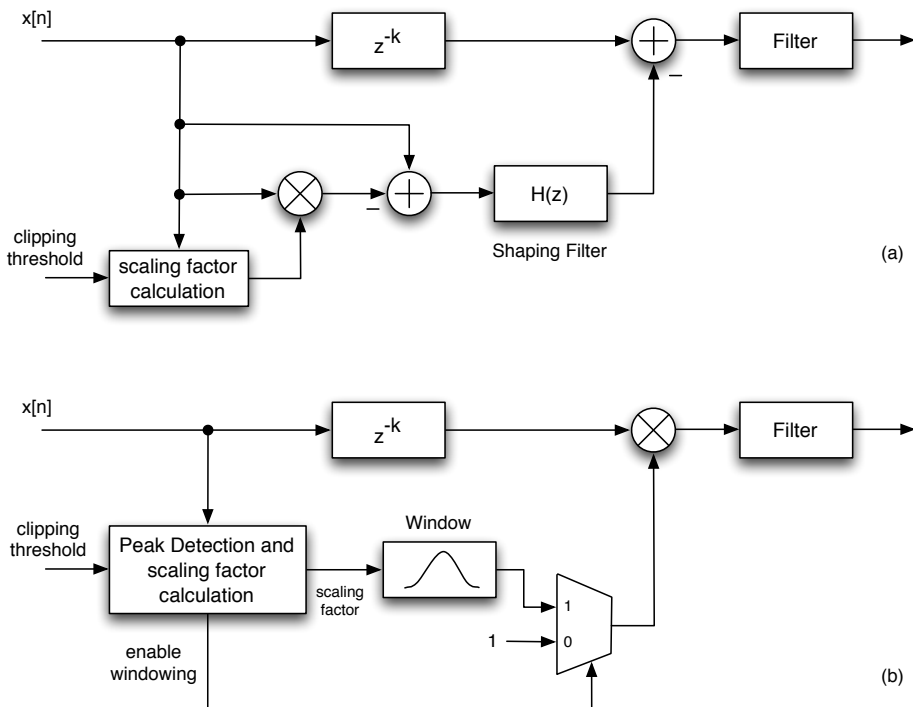 x[n]
z-k
Filter
–
–
H(z)
Shaping Filter
clipping
threshold
scaling factor
calculation
(a)
x[n]
z-k
Filter
clipping
threshold
Peak Detection and
scaling factor
calculation
scaling
factor
Window
1
1
0
enable
windowing
(b)